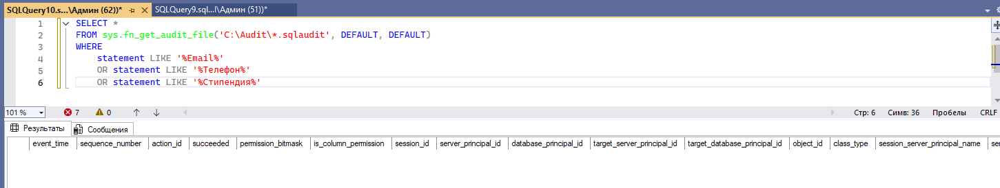 SQLQuery10.s...\Админ (62))* SQLQuery9.sql...l\Админ (51))*
1 SELECT *
2 FROM sys.fn_get_audit_file('C:\Audit\*.sqlaudit', DEFAULT, DEFAULT)
3 WHERE
4 statement LIKE '%Email%'
5 OR statement LIKE '%Телефон%'
6 OR statement LIKE '%Стипендия%'
101 % 7 0 Стр: 6 Симв: 36 Пробелы CRLF
Результаты Сообщения
event_time sequence_number action_id succeeded permission_bitmask is_column_permission session_id server_principal_id database_principal_id target_server_principal_id target_database_principal_id object_id class_type session_server_principal_name ser